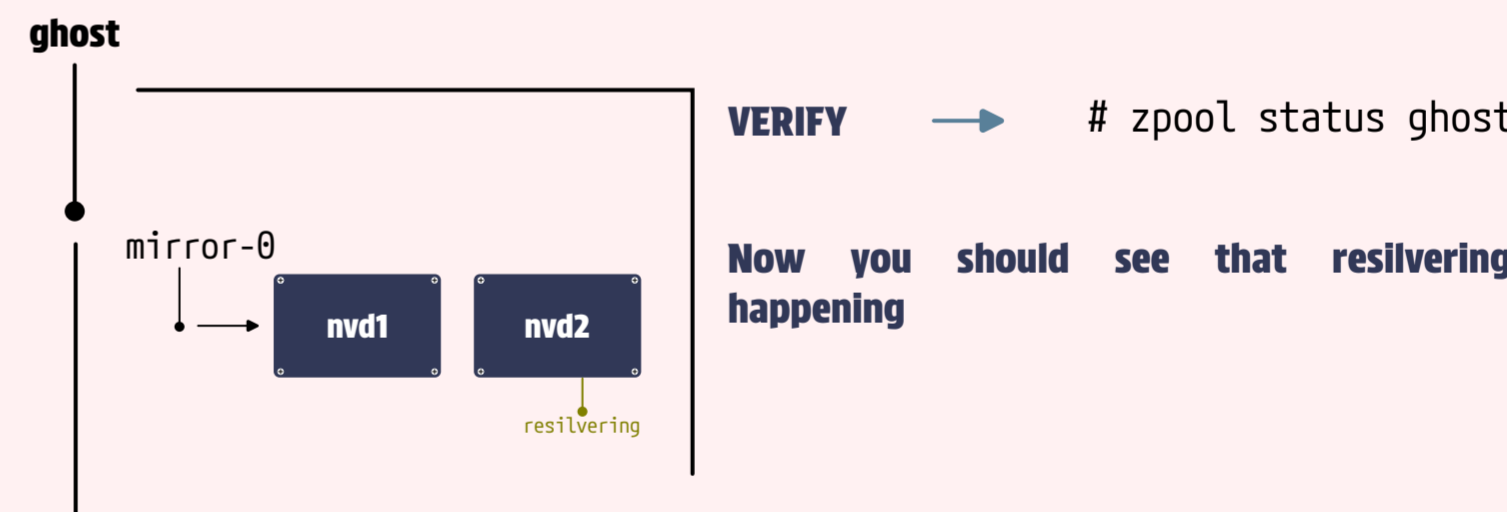 ghost
VERIFY # zpool status ghost
mirror-0
Now you should see that resilvering
happening
nvd1 nvd2
resilvering